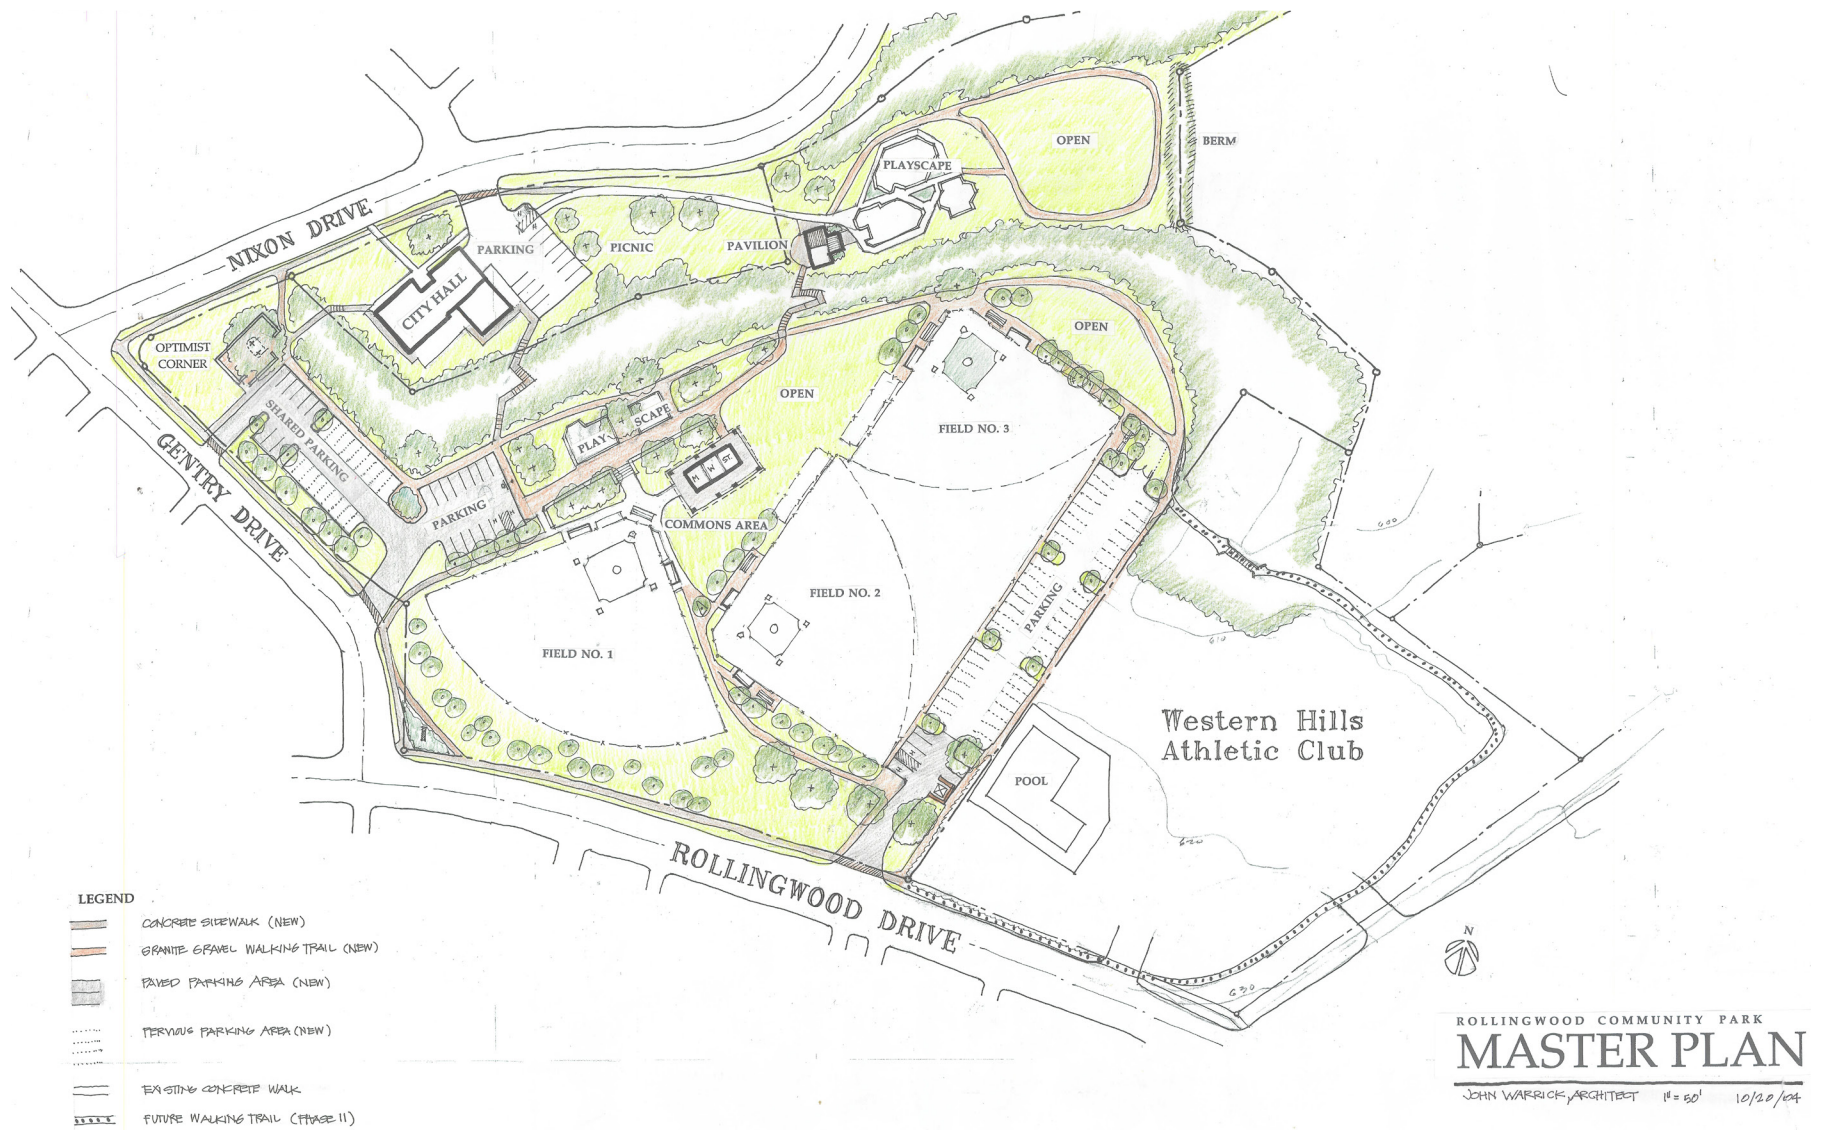 BERM
OPEN
PLAYSCAPE
NIXON DRIVE
PARKING
PICNIC
PAVILION
CITY HALL
OPTIMIST
CORNER
OPEN
OPEN
SHARED PARKING
PLAY
SCAPE
FIELD NO. 3
M W ST.
GENTRY DRIVE
PARKING
COMMONS AREA
600
FIELD NO. 2
PARKING
FIELD NO. 1
610
Western Hills
Athletic Club
POOL
620
ROLLINGWOOD DRIVE
630
LEGEND
CONCRETE SIDEWALK (NEW)
GRANITE GRAVEL WALKING TRAIL (NEW)
PAVED PARKING AREA (NEW)
PERVIOUS PARKING AREA (NEW)
EXISTING CONCRETE WALK
FUTURE WALKING TRAIL (PHASE II)
N
ROLLINGWOOD COMMUNITY PARK
MASTER PLAN
JOHN WARRICK, ARCHITECT 1" = 50' 10/20/04